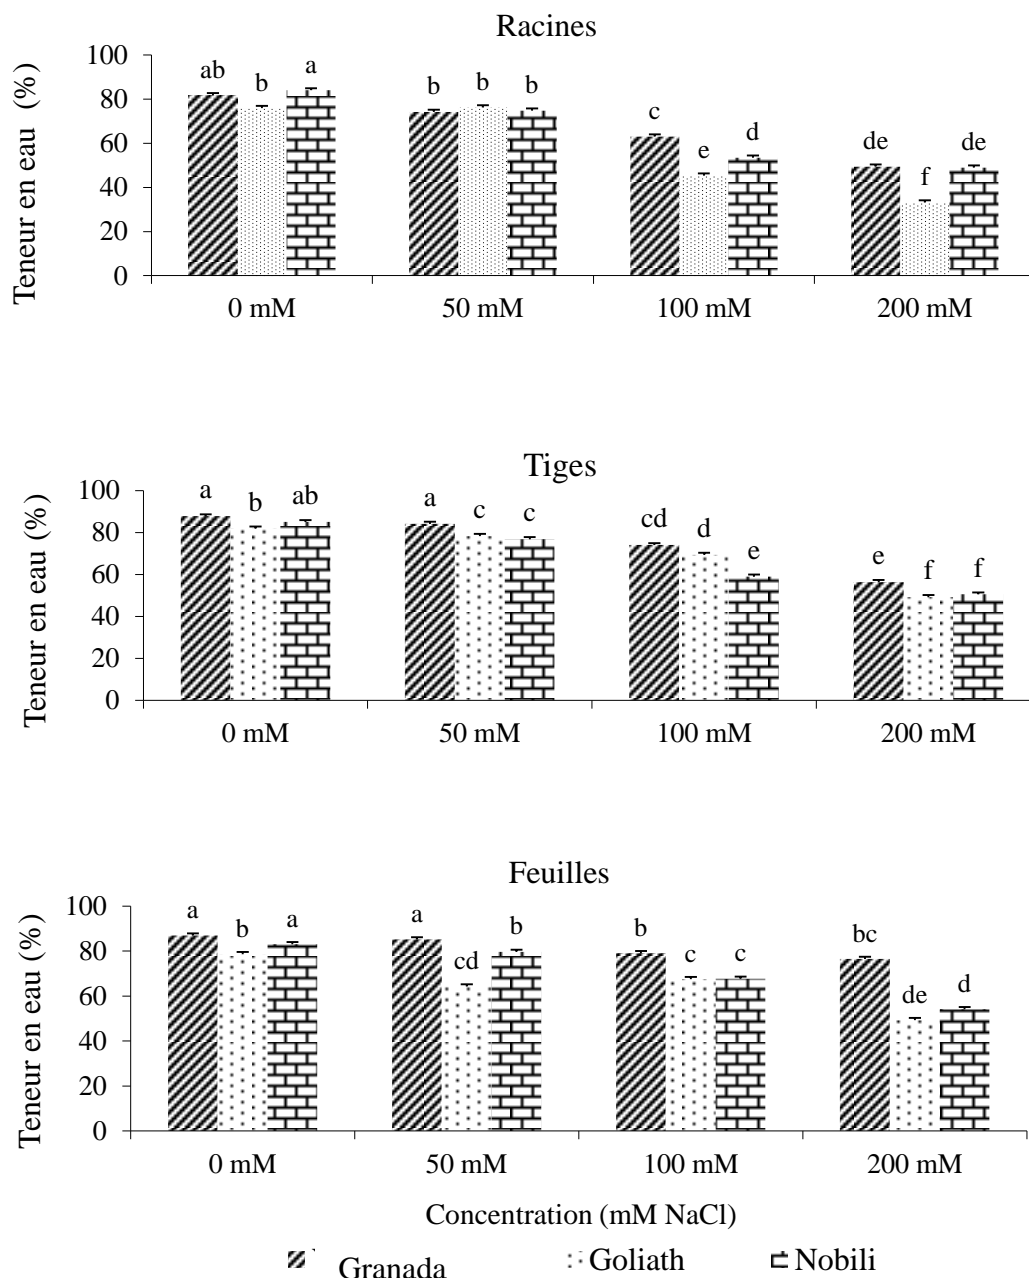 Racines
Teneur en eau (%)
100
80
60
40
20
0
ab b a b b b c e d de f de
0 mM 50 mM 100 mM 200 mM
Tiges
Teneur en eau (%)
100
80
60
40
20
0
a b ab a c c cd d e e f f
0 mM 50 mM 100 mM 200 mM
Feuilles
Teneur en eau (%)
100
80
60
40
20
0
a b a a cd b b c c bc de d
0 mM 50 mM 100 mM 200 mM
Concentration (mM NaCl)
Granada Goliath Nobili